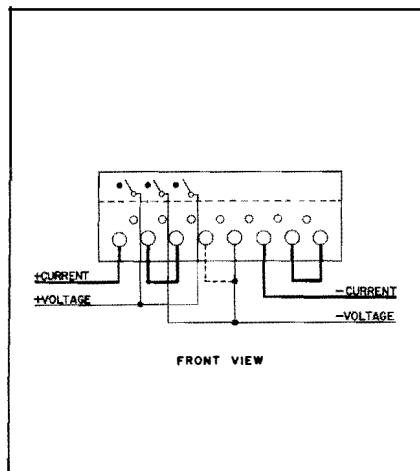 +CURRENT
+VOLTAGE
-CURRENT
-VOLTAGE
FRONT VIEW